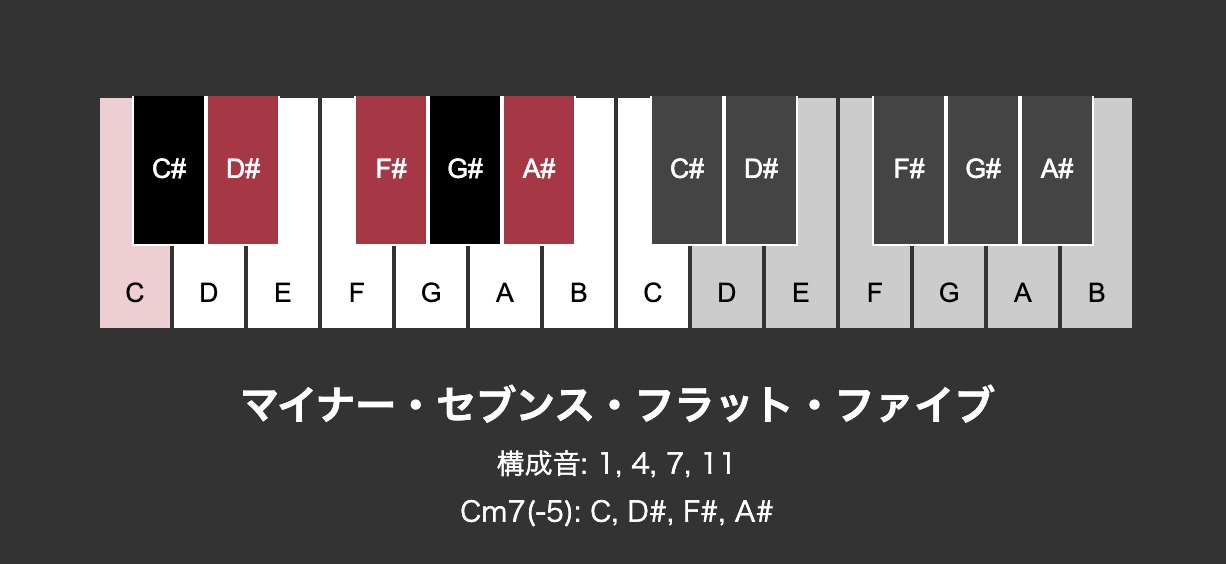 C# D# F# G# A# C# D# F# G# A#
C D E F G A B C D E F G A B
マイナー・セブンス・フラット・ファイブ
構成音: 1, 4, 7, 11
Cm7(-5): C, D#, F#, A#